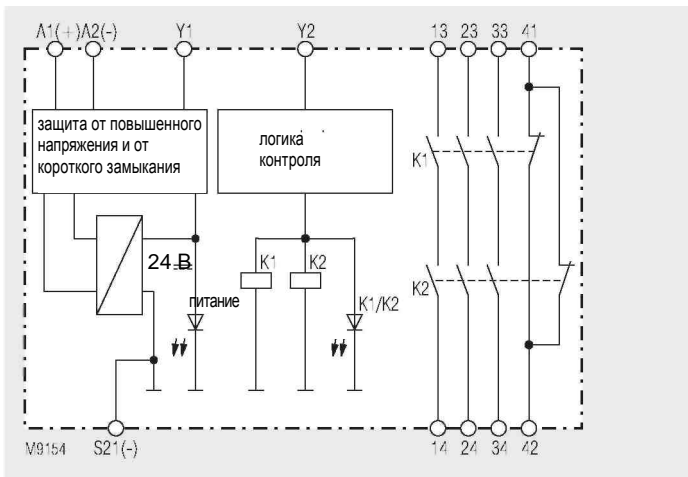 A1(+) A2(-) Y1 Y2 13 23 33 41
защита от повышенного
напряжения и от
короткого замыкания
логика
контроля
K1
24 В
K1 K2
K2
питание
K1/K2
M9154 S21(-) 14 24 34 42